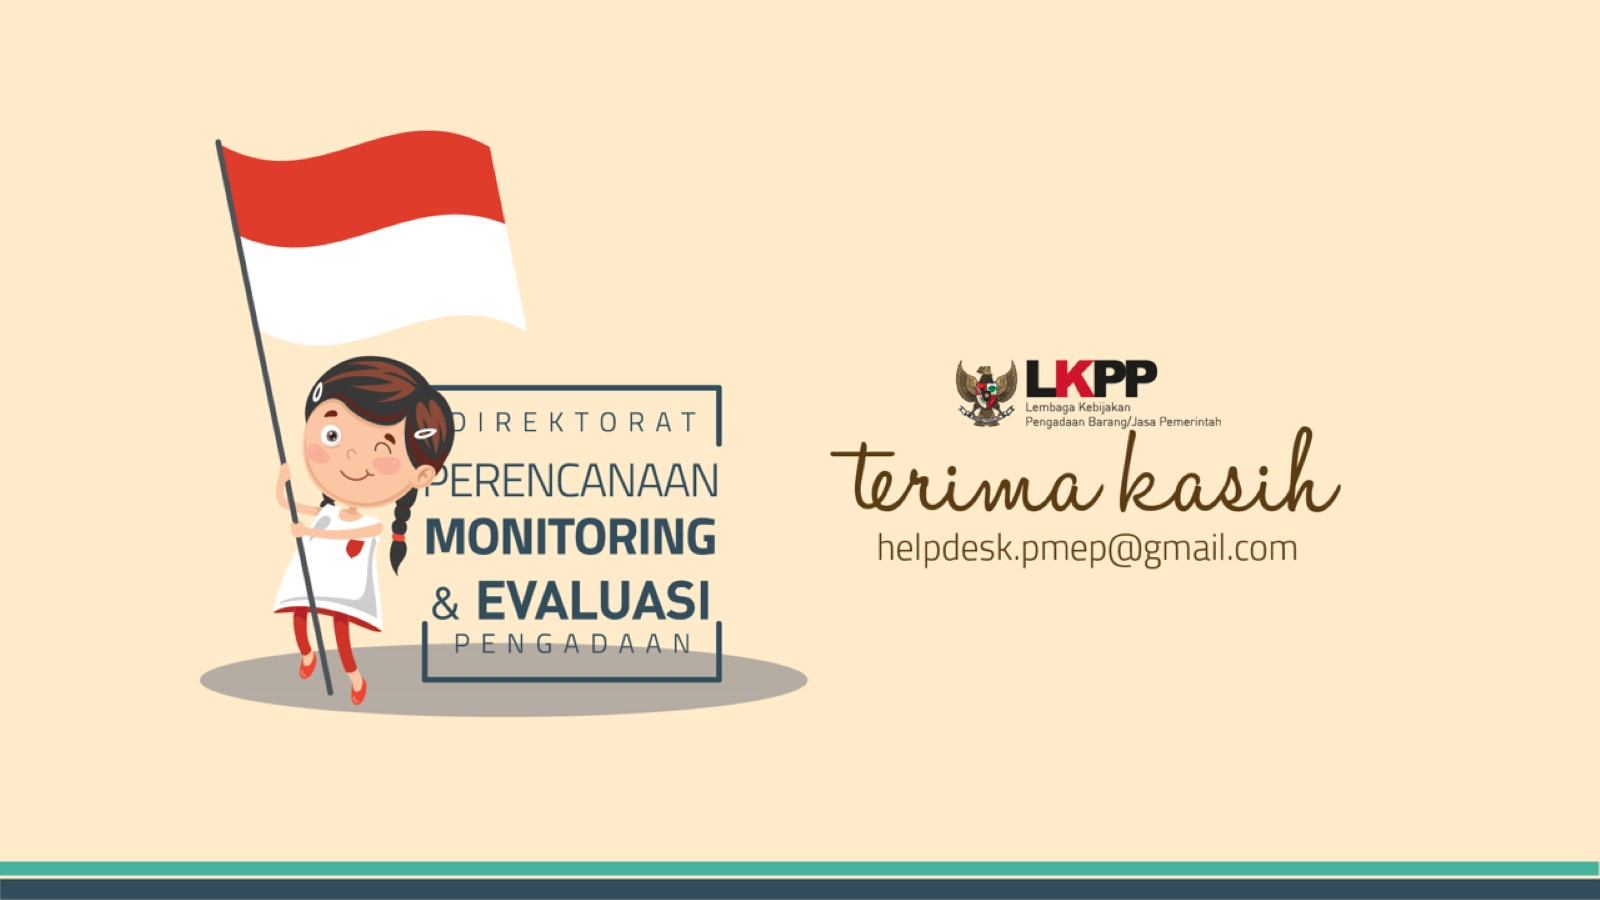 DIREKTORAT
PERENCANAAN
MONITORING
& EVALUASI
PENGADAAN
LKPP
Lembaga Kebijakan
Pengadaan Barang/Jasa Pemerintah
terima kasih
helpdesk.pmep@gmail.com